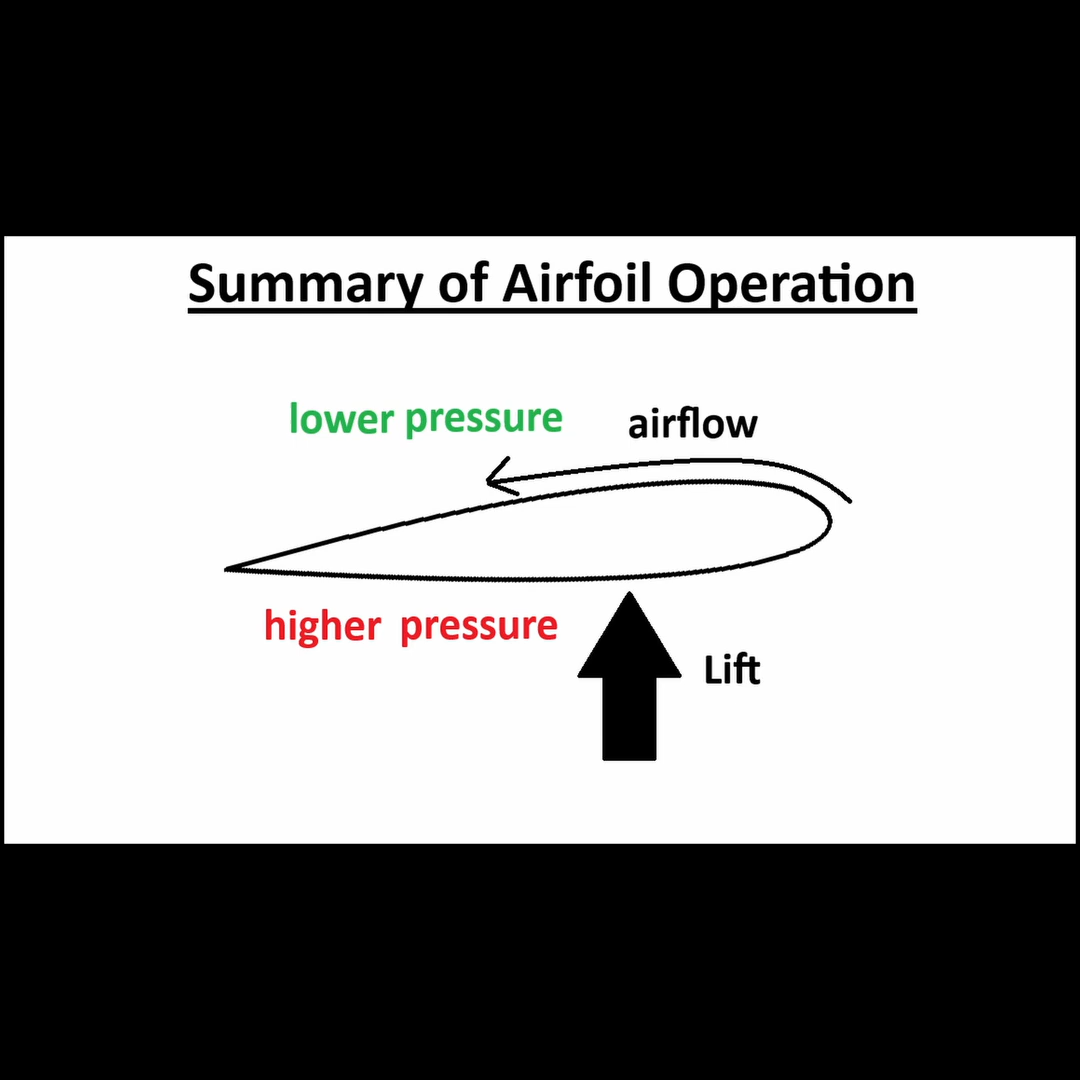 Summary of Airfoil Operation
lower pressure
airflow
higher pressure
Lift